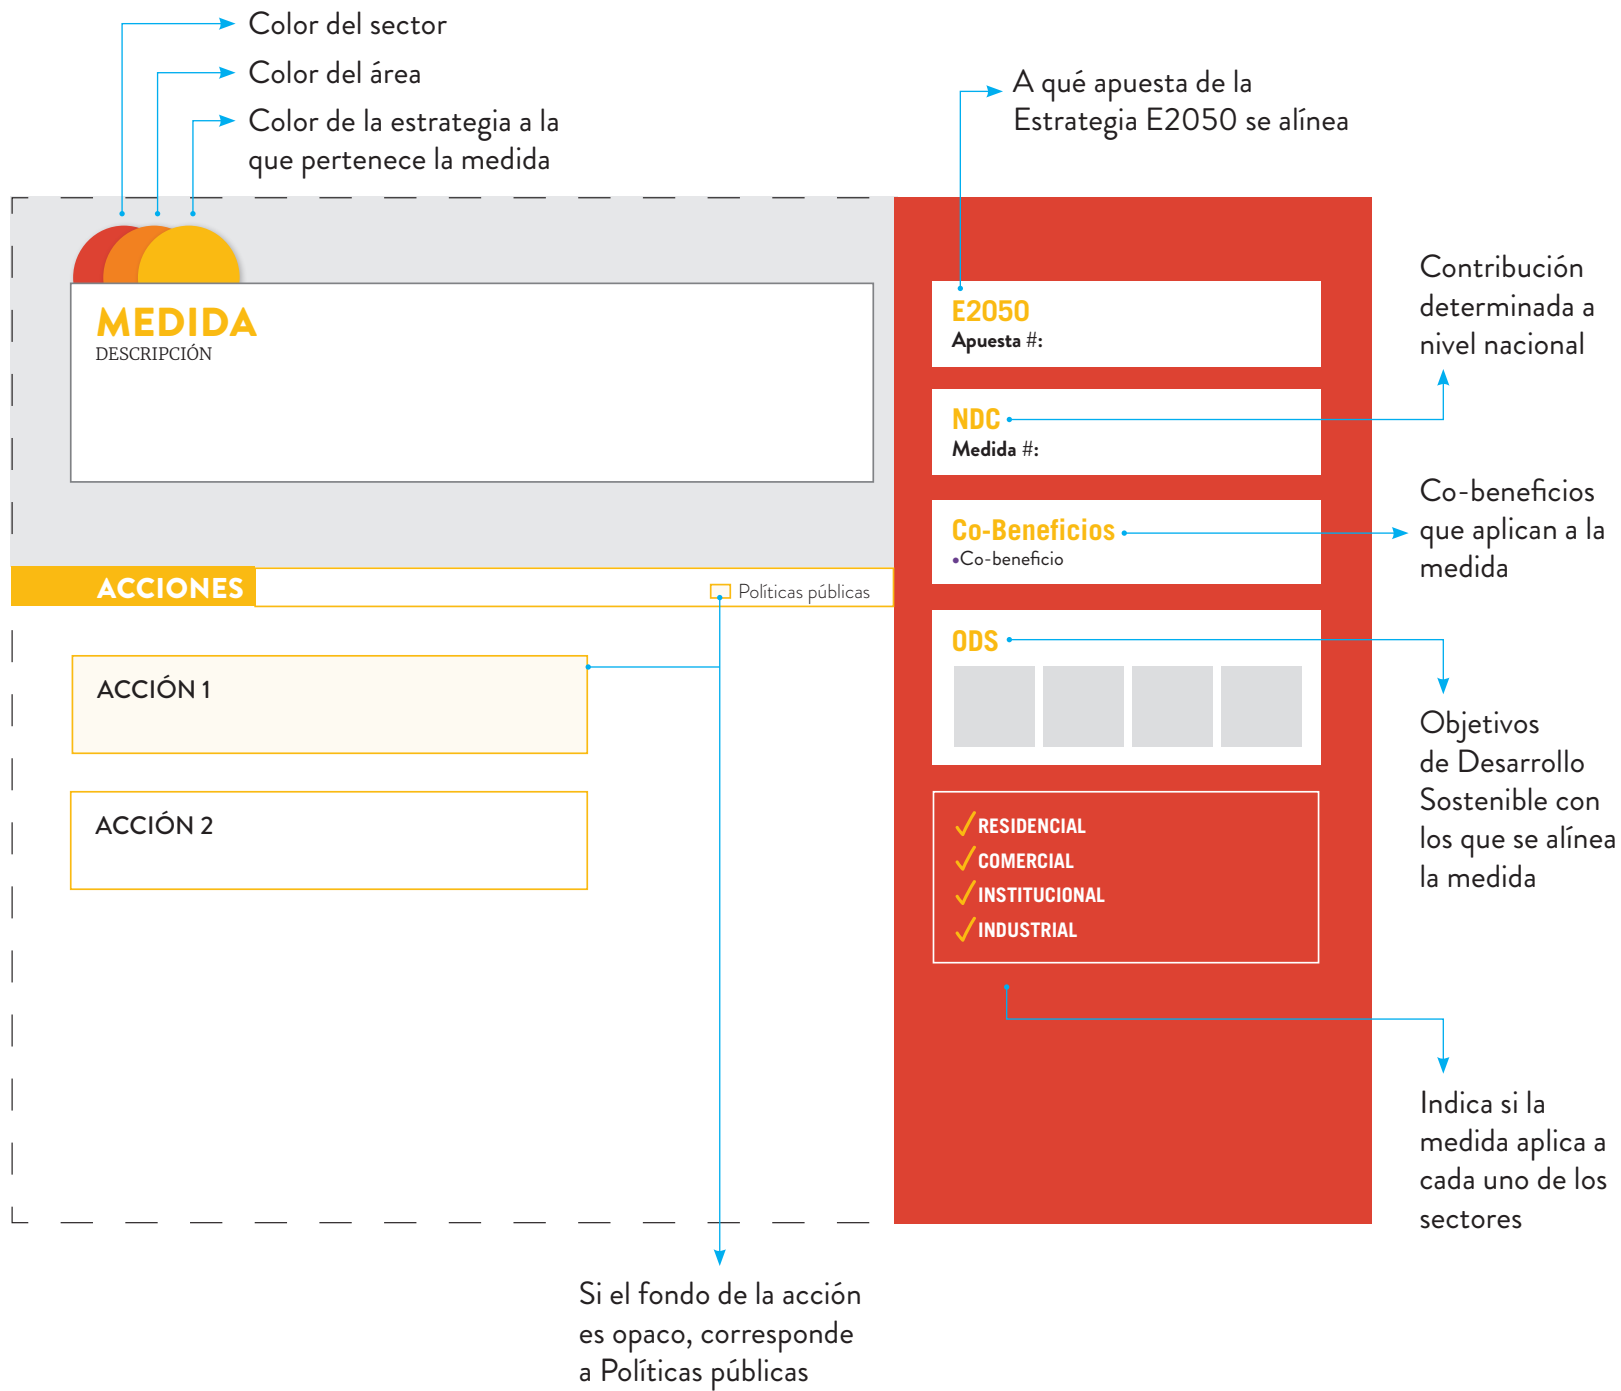 Color del sector
Color del área
Color de la estrategia a la
que pertenece la medida
A qué apuesta de la
Estrategia E2050 se alínea
MEDIDA
DESCRIPCIÓN
ACCIONES
Políticas públicas
ACCIÓN 1
ACCIÓN 2
Si el fondo de la acción
es opaco, corresponde
a Políticas públicas
E2050
Apuesta #:
NDC
Medida #:
Co-Beneficios
•Co-beneficio
ODS
RESIDENCIAL
COMERCIAL
INSTITUCIONAL
INDUSTRIAL
Contribución
determinada a
nivel nacional
Co-beneficios
que aplican a la
medida
Objetivos
de Desarrollo
Sostenible con
los que se alínea
la medida
Indica si la
medida aplica a
cada uno de los
sectores